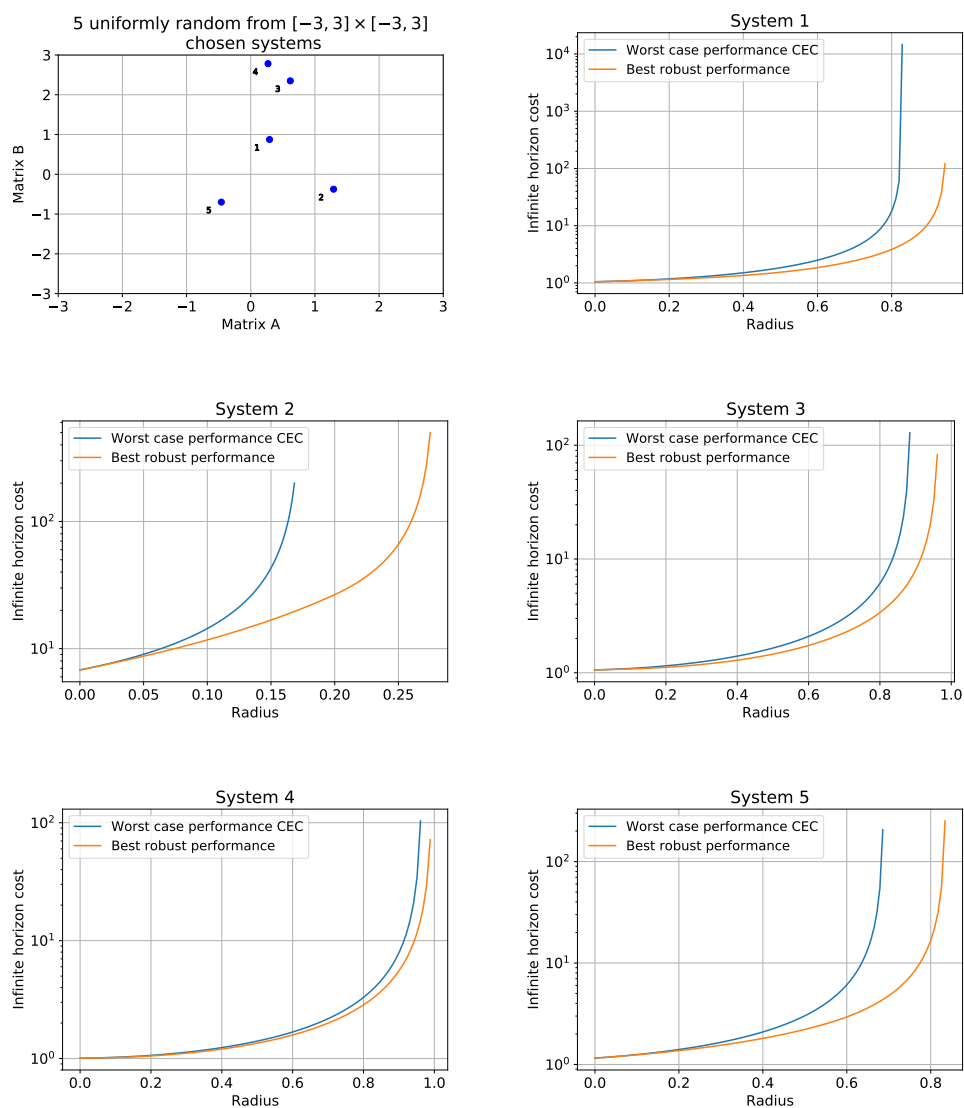 5 uniformly random from [−3, 3] × [−3, 3]
chosen systems
3
2
1
0
−1
−2
−3
Matrix B
4
3
1
2
5
−3
−2
−1
0
1
2
3
Matrix A
System 1
Worst case performance CEC
Best robust performance
10⁴
10³
10²
10¹
10⁰
Infinite horizon cost
0.0
0.2
0.4
0.6
0.8
Radius
System 2
Worst case performance CEC
Best robust performance
10²
10¹
Infinite horizon cost
0.00
0.05
0.10
0.15
0.20
0.25
Radius
System 3
Worst case performance CEC
Best robust performance
10²
10¹
10⁰
Infinite horizon cost
0.0
0.2
0.4
0.6
0.8
1.0
Radius
System 4
Worst case performance CEC
Best robust performance
10²
10¹
10⁰
Infinite horizon cost
0.0
0.2
0.4
0.6
0.8
1.0
Radius
System 5
Worst case performance CEC
Best robust performance
10²
10¹
10⁰
Infinite horizon cost
0.0
0.2
0.4
0.6
0.8
Radius